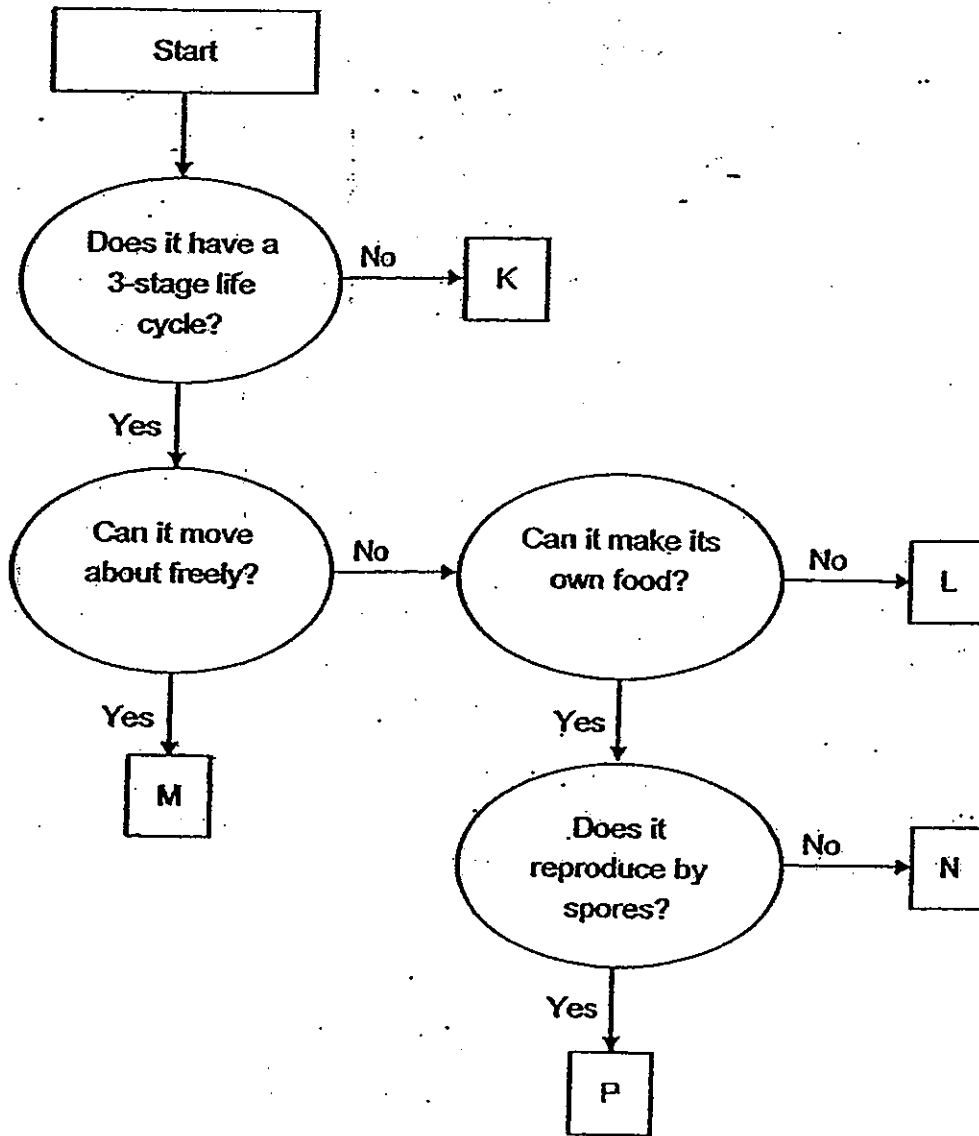 Start
Does it have a
3-stage life
cycle?
No
K
Yes
Can it move
about freely?
No
Can it make its
own food?
No
L
Yes
M
Yes
Does it
reproduce by
spores?
No
N
Yes
P